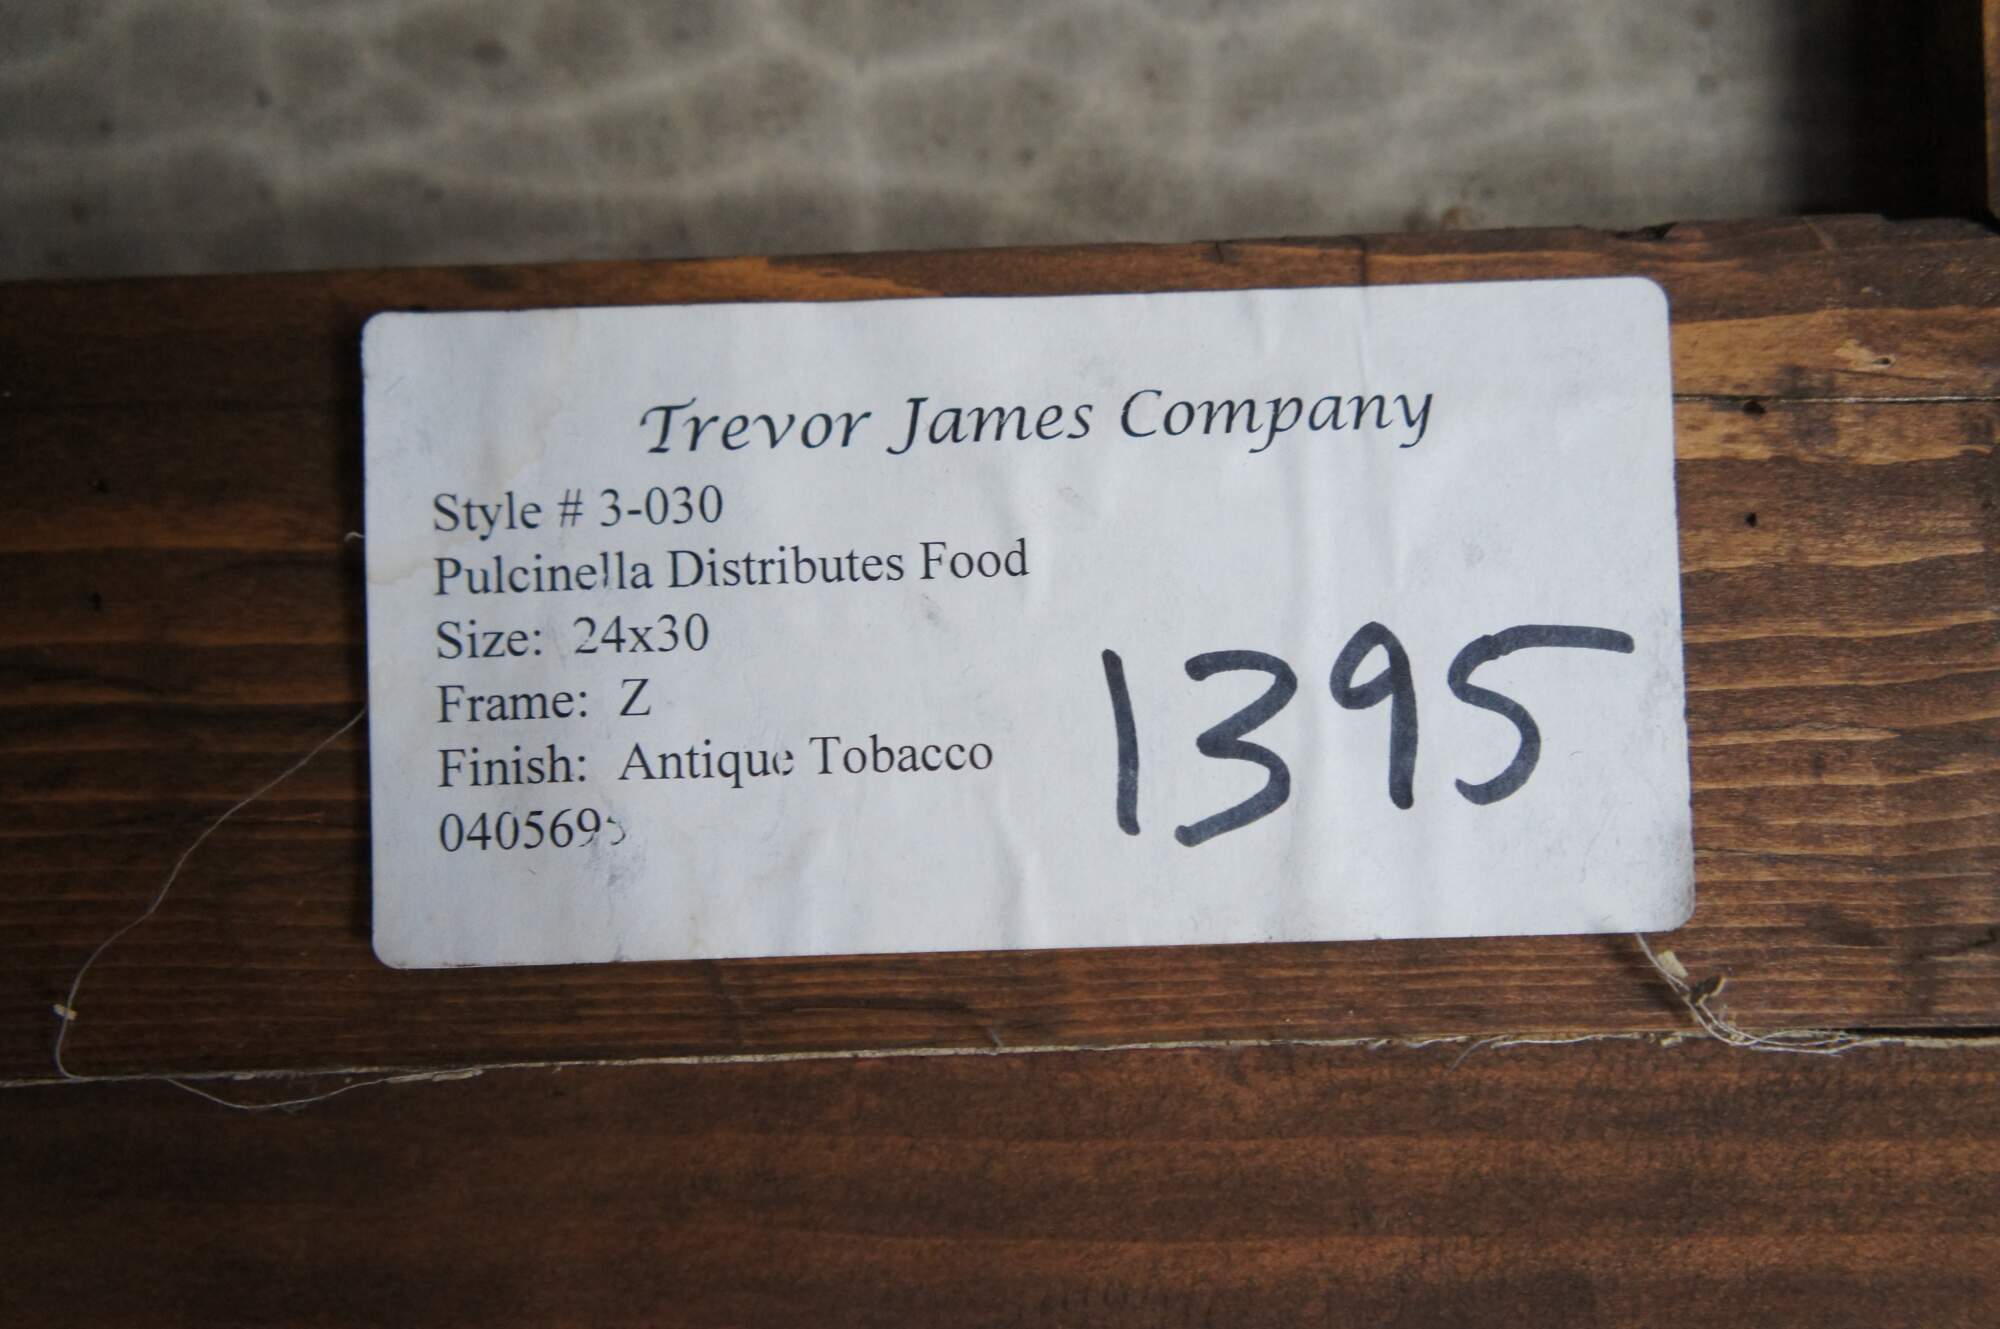 Trevor James Company
Style # 3-030
Pulcinella Distributes Food
Size: 24x30
Frame: Z
Finish: Antique Tobacco
1395